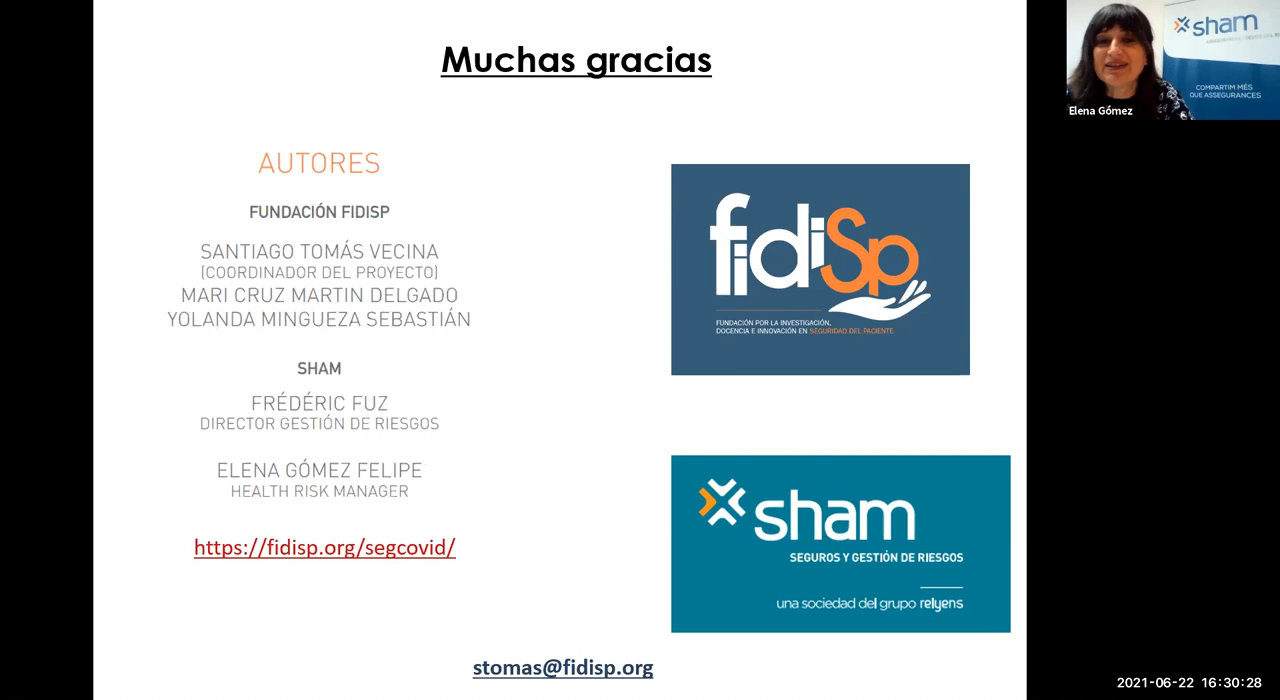 Muchas gracias
AUTORES
FUNDACIÓN FIDISP
SANTIAGO TOMÁS VECINA
(COORDINADOR DEL PROYECTO)
MARI CRUZ MARTIN DELGADO
YOLANDA MINGUEZA SEBASTIÁN
SHAM
FRÉDÉRIC FUZ
DIRECTOR GESTIÓN DE RIESGOS
ELENA GÓMEZ FELIPE
HEALTH RISK MANAGER
https://fidisp.org/segcovid/
fidiSp
FUNDACIÓN POR LA INVESTIGACIÓN,
DOCENCIA E INNOVACIÓN EN SEGURIDAD DEL PACIENTE
sham
SEGUROS Y GESTIÓN DE RIESGOS
una sociedad del grupo relyens
stomas@fidisp.org
sham
COMPARTIM MÉS
QUE ASSEGURANCES
Elena Gómez
2021-06-22 16:30:28